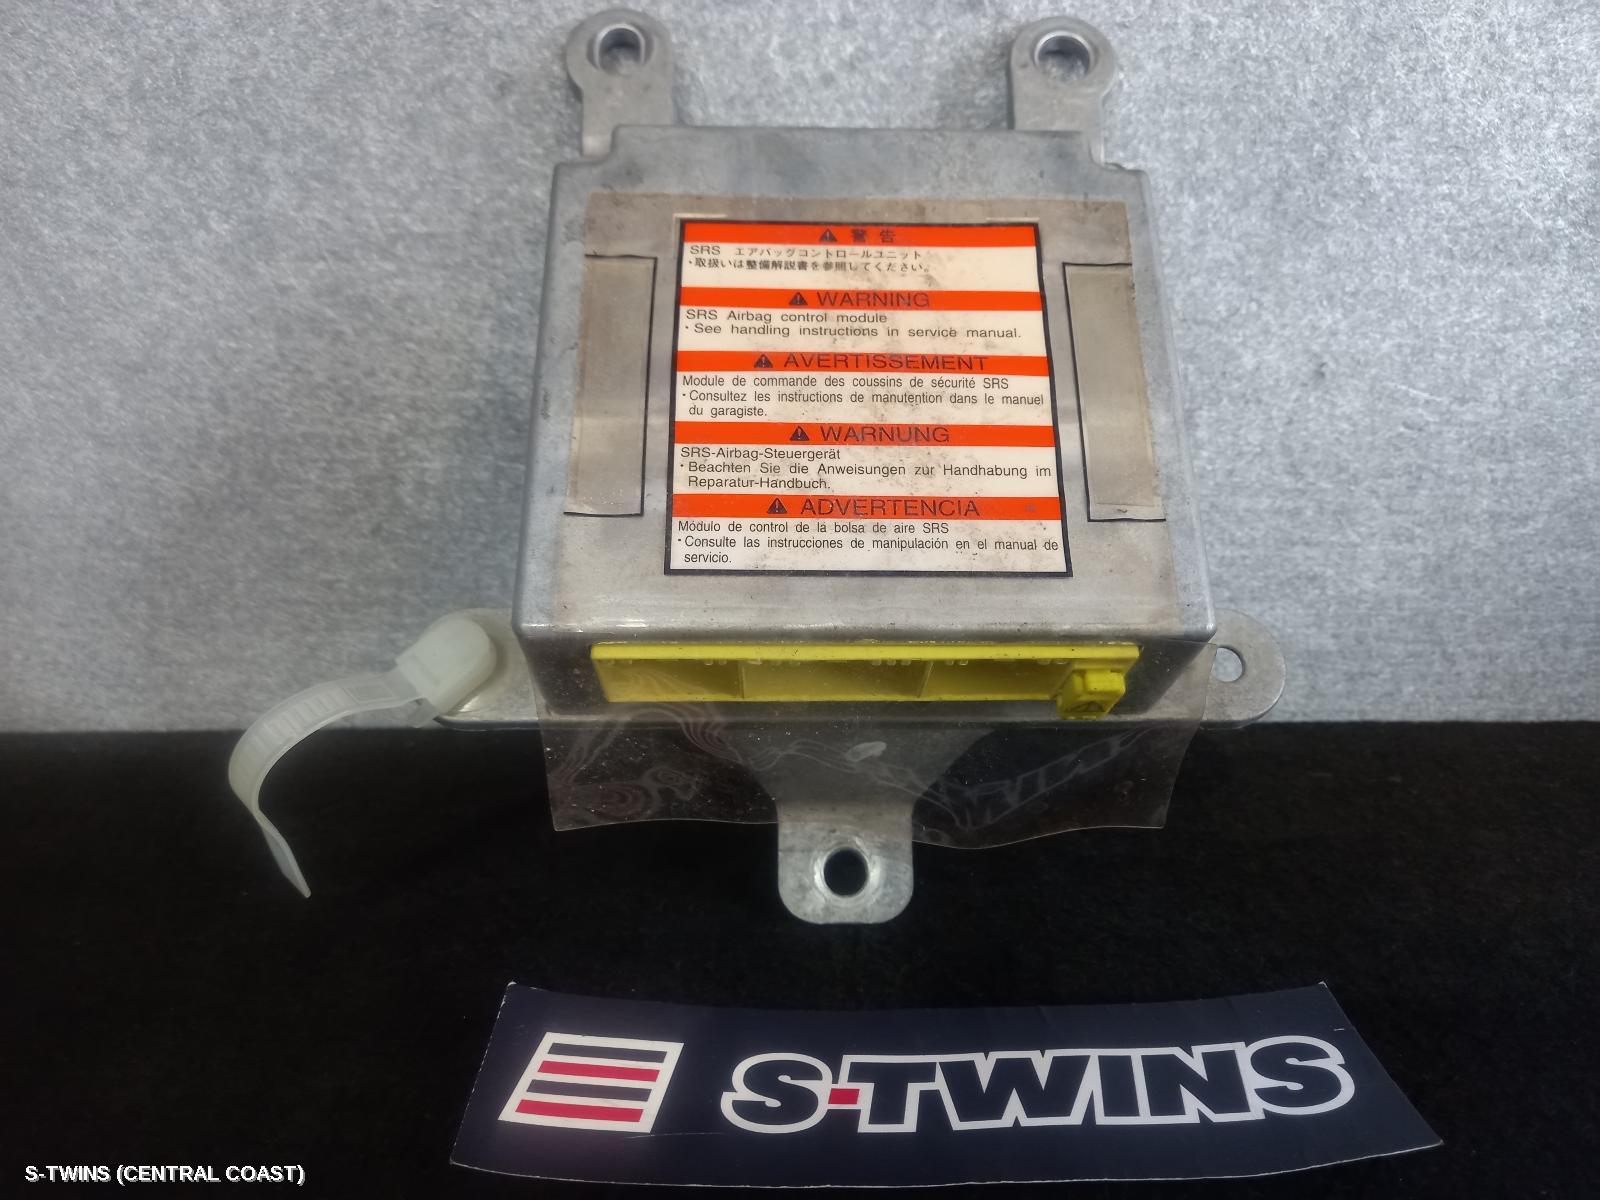 警告
SRS エアバッグコントロールユニット
・取扱いは整備解説書を参照してください。
WARNING
SRS Airbag control module
・See handling instructions in service manual.
AVERTISSEMENT
Module de commande des coussins de sécurité SRS
・Consultez les instructions de manutention dans le manuel
du garagiste.
WARNUNG
SRS-Airbag-Steuergerät
・Beachten Sie die Anweisungen zur Handhabung im
Reparatur-Handbuch.
ADVERTENCIA
Módulo de control de la bolsa de aire SRS
・Consulte las instrucciones de manipulación en el manual de
servicio.
S-TWINS
S-TWINS (CENTRAL COAST)